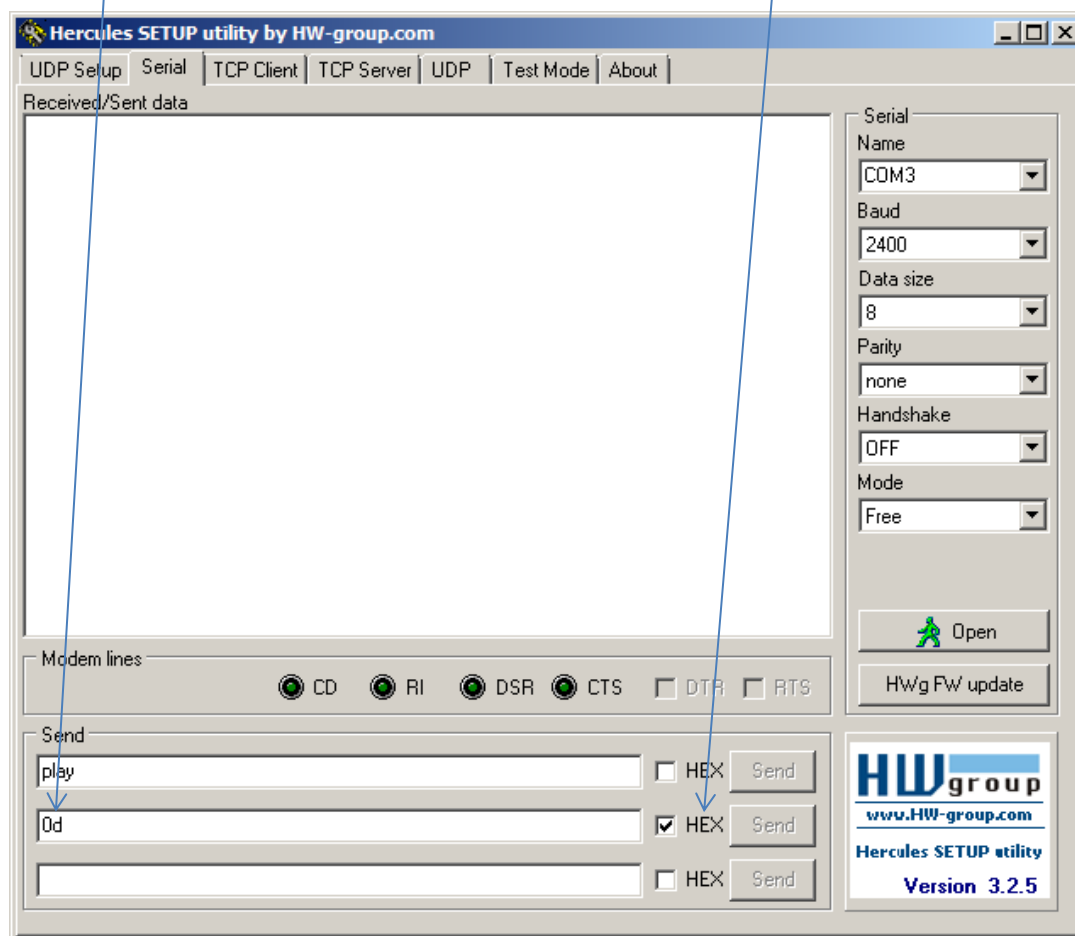 Hercules SETUP utility by HW-group.com
UDP Setup Serial TCP Client TCP Server UDP Test Mode About
Received/Sent data
Serial
Name
COM3
Baud
2400
Data size
8
Parity
none
Handshake
OFF
Mode
Free
Open
HWg FW update
Modem lines
CD RI DSR CTS DTR RTS
Send
play HEX Send
0d HEX Send
HEX Send
HW group
www.HW-group.com
Hercules SETUP utility
Version 3.2.5